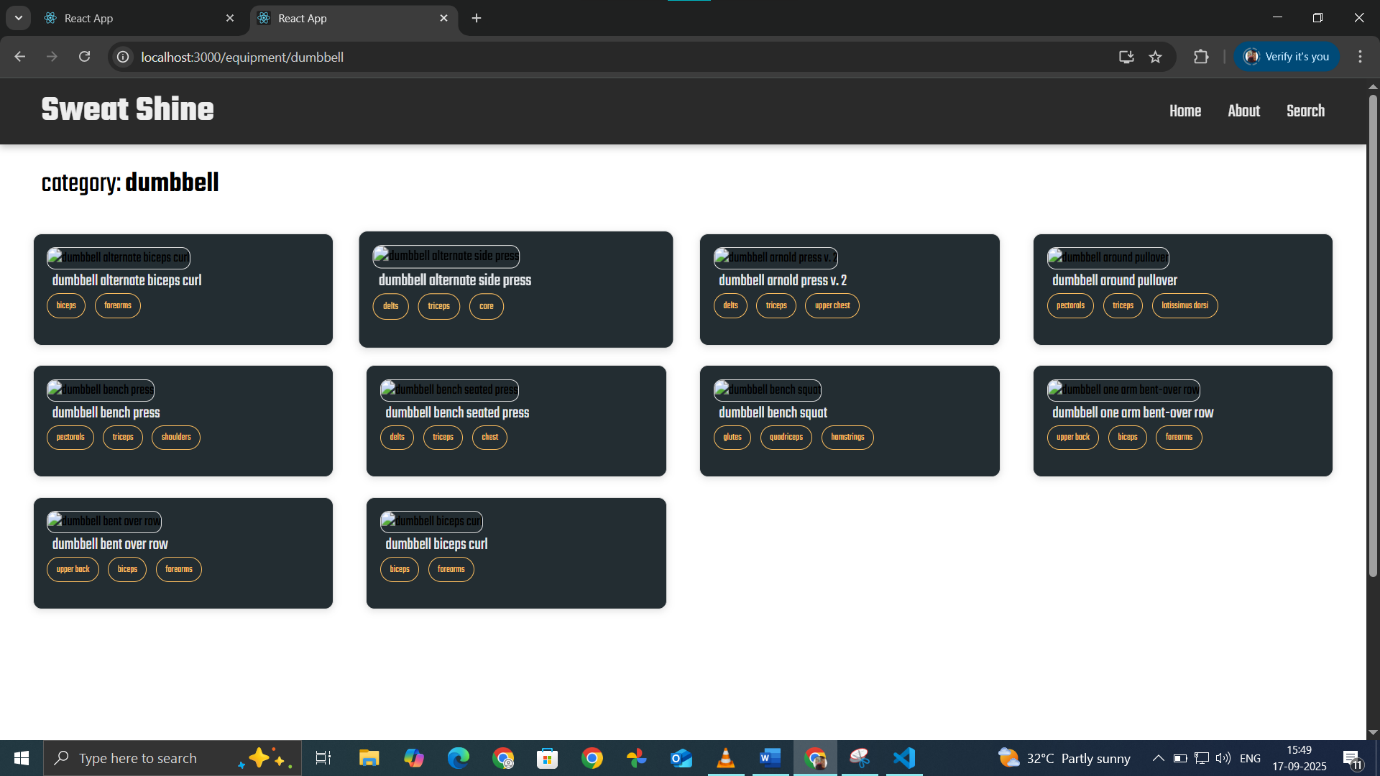 React App
React App
localhost:3000/equipment/dumbbell
Verify it's you
Sweat Shine
Home About Search
category: dumbbell
dumbbell alternate biceps curl
dumbbell alternate biceps curl
biceps forearms
dumbbell alternate side press
dumbbell alternate side press
delts triceps core
dumbbell arnold press v. 2
dumbbell arnold press v. 2
delts triceps upper chest
dumbbell around pullover
dumbbell around pullover
pectorals triceps latissimus dorsi
dumbbell bench press
dumbbell bench press
pectorals triceps shoulders
dumbbell bench seated press
dumbbell bench seated press
delts triceps chest
dumbbell bench squat
dumbbell bench squat
glutes quadriceps hamstrings
dumbbell one arm bent-over row
dumbbell one arm bent-over row
upper back biceps forearms
dumbbell bent over row
dumbbell bent over row
upper back biceps forearms
dumbbell biceps curl
dumbbell biceps curl
biceps forearms
Type here to search
32°C Partly sunny
ENG
15:49
17-09-2025
11